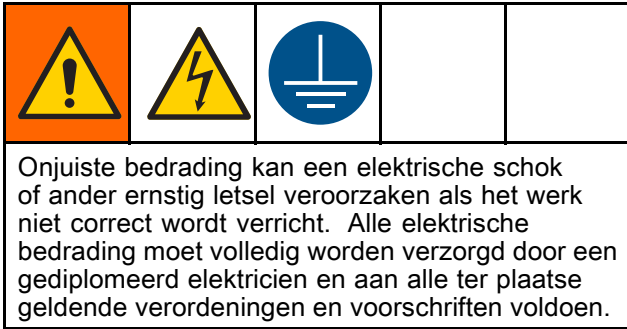 Onjuiste bedrading kan een elektrische schok
of ander ernstig letsel veroorzaken als het werk
niet correct wordt verricht. Alle elektrische
bedrading moet volledig worden verzorgd door een
gediplomeerd elektricien en aan alle ter plaatse
geldende verordeningen en voorschriften voldoen.